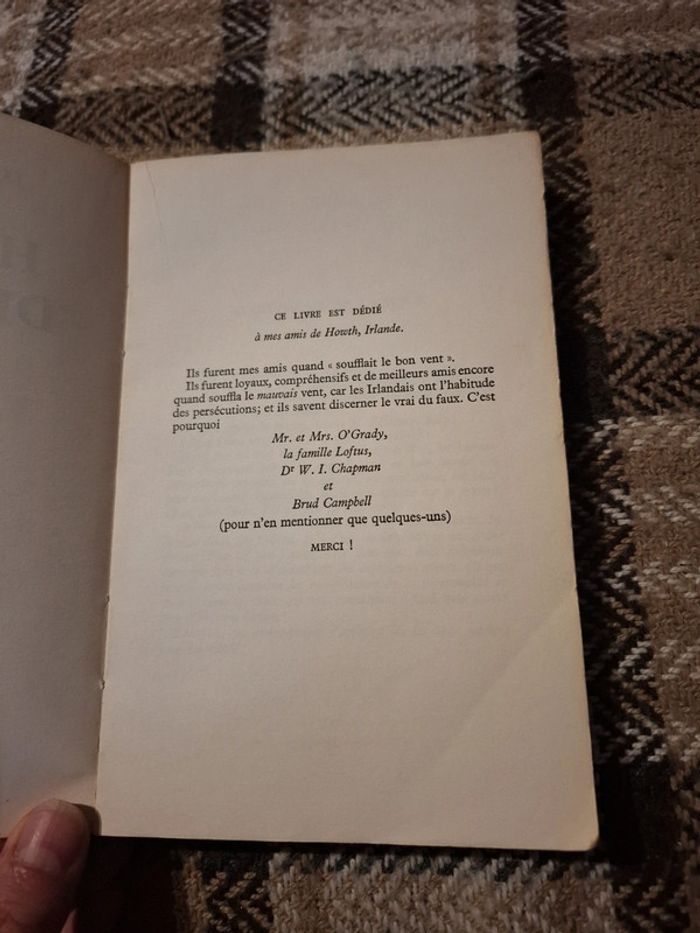 CE LIVRE EST DÉDIÉ
à mes amis de Howth, Irlande.
Ils furent mes amis quand « soufflait le bon vent ».
Ils furent loyaux, compréhensifs et de meilleurs amis encore
quand souffla le mauvais vent, car les Irlandais ont l'habitude
des persécutions; et ils savent discerner le vrai du faux. C'est
pourquoi
Mr. et Mrs. O'Grady,
la famille Loftus,
Dr W. I. Chapman
et
Brud Campbell
(pour n'en mentionner que quelques-uns)
MERCI !